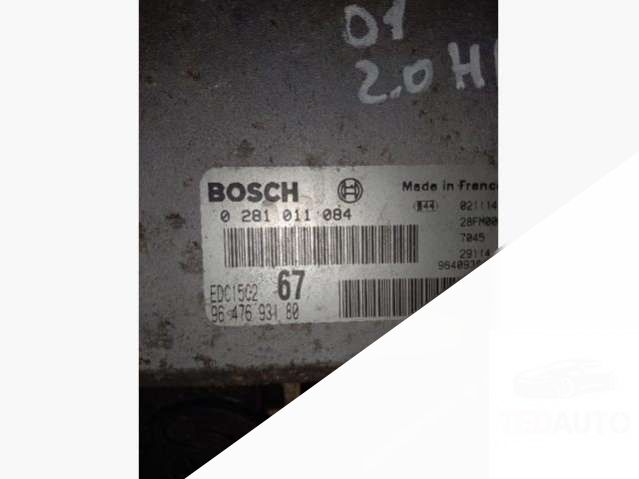 01
2.0 H
BOSCH Made in France
0 281 011 084 021114
28FM00
7045
29114
EDC15C2 67
96 476 931 80
TEDAUTO